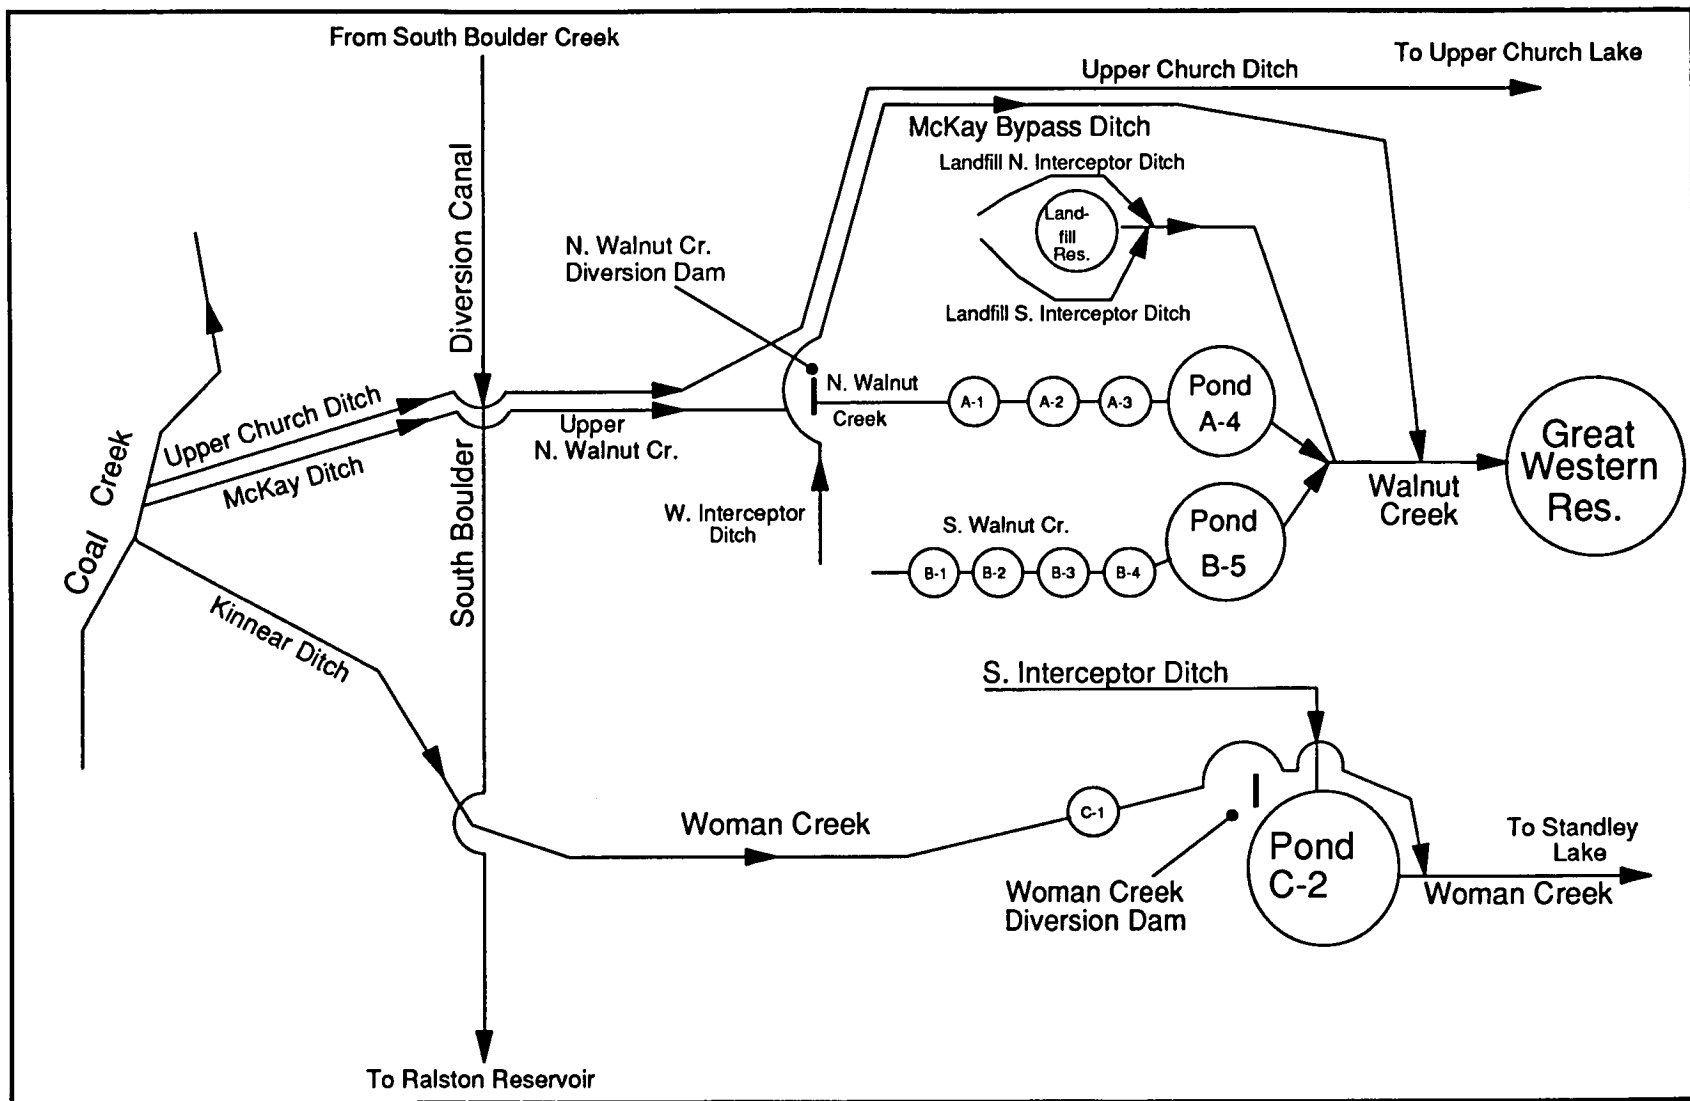 From South Boulder Creek
To Upper Church Lake
Upper Church Ditch
McKay Bypass Ditch
Landfill N. Interceptor Ditch
Land-
fill
Res.
Landfill S. Interceptor Ditch
N. Walnut Cr.
Diversion Dam
Diversion Canal
South Boulder
Coal Creek
Upper Church Ditch
McKay Ditch
Kinnear Ditch
Upper
N. Walnut Cr.
N. Walnut
Creek
A-1
A-2
A-3
Pond
A-4
W. Interceptor
Ditch
S. Walnut Cr.
B-1
B-2
B-3
B-4
Pond
B-5
Walnut
Creek
Great
Western
Res.
S. Interceptor Ditch
Woman Creek
C-1
Woman Creek
Diversion Dam
Pond
C-2
To Standley
Lake
Woman Creek
To Ralston Reservoir